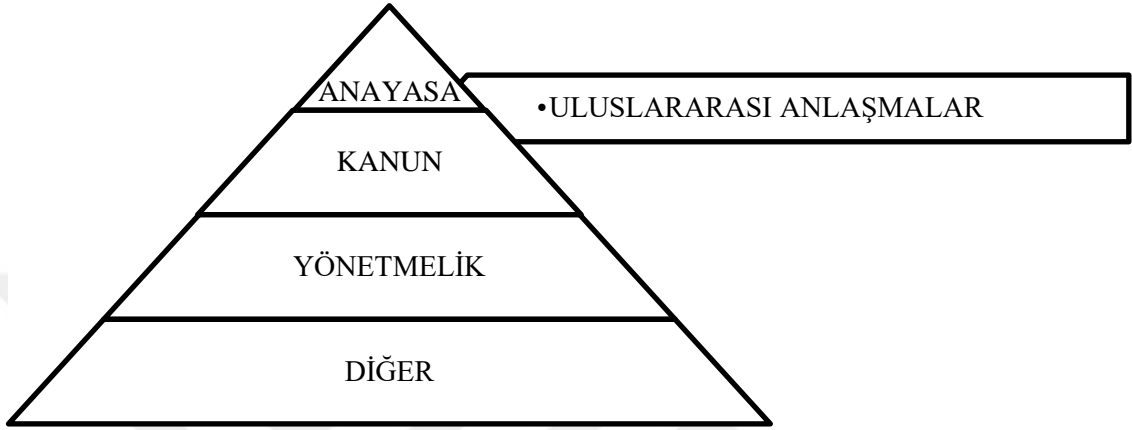 ANAYASA
•ULUSLARARASI ANLAŞMALAR
KANUN
YÖNETMELİK
DİĞER